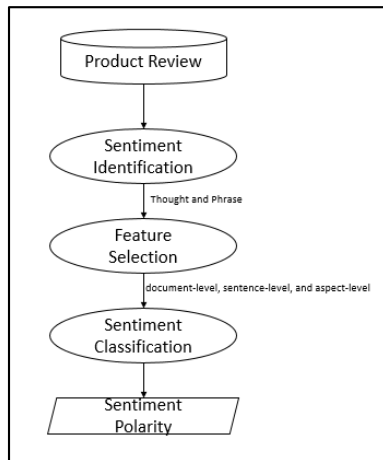 Product Review
Sentiment
Identification
Thought and Phrase
Feature
Selection
document-level, sentence-level, and aspect-level
Sentiment
Classification
Sentiment
Polarity